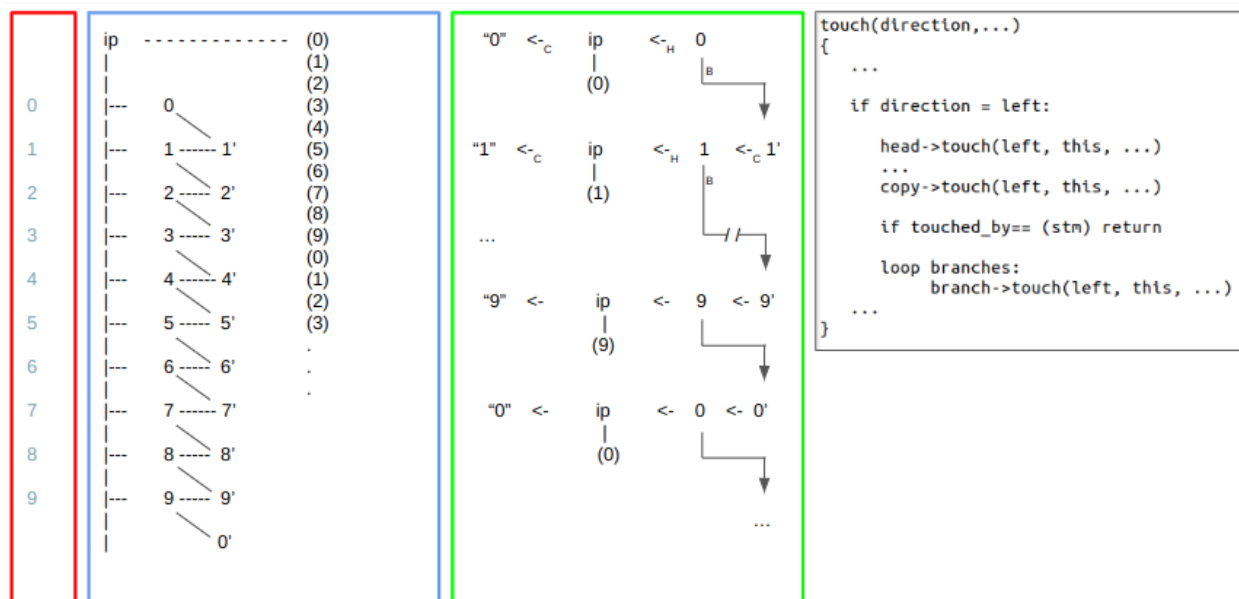 0
1
2
3
4
5
6
7
8
9
ip - - - - - - - - - - - - - (0)
| (1)
| (2)
|--- 0 (3)
| (4)
|--- 1 ------ 1' (5)
| (6)
|--- 2 ----- 2' (7)
| (8)
|--- 3 ----- 3' (9)
| (0)
|--- 4 ----- 4' (1)
| (2)
|--- 5 ----- 5' (3)
| .
|--- 6 ----- 6' .
| .
|--- 7 ------ 7'
|
|--- 8 ----- 8'
|
|--- 9 ----- 9'
|
| 0'
“0” <-C ip <-H 0
| B
(0)
“1” <-C ip <-H 1 <-C 1'
| B
(1)
... //
“9” <- ip <- 9 <- 9'
|
(9)
"0" <- ip <- 0 <- 0'
|
(0)
...
touch(direction,...)
{
...
if direction = left:
head->touch(left, this, ...)
...
copy->touch(left, this, ...)
if touched_by== (stm) return
loop branches:
branch->touch(left, this, ...)
...
}